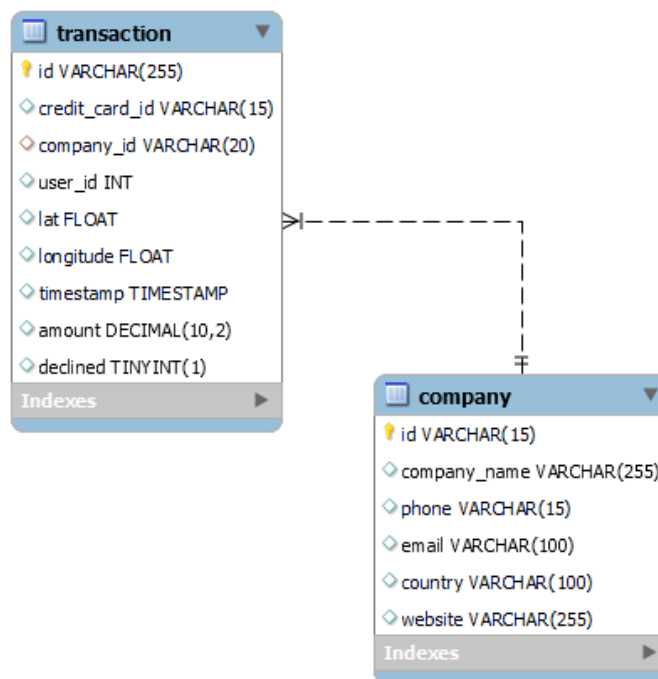 transaction
id VARCHAR(255)
credit_card_id VARCHAR(15)
company_id VARCHAR(20)
user_id INT
lat FLOAT
longitude FLOAT
timestamp TIMESTAMP
amount DECIMAL(10,2)
declined TINYINT(1)
Indexes
company
id VARCHAR(15)
company_name VARCHAR(255)
phone VARCHAR(15)
email VARCHAR(100)
country VARCHAR(100)
website VARCHAR(255)
Indexes